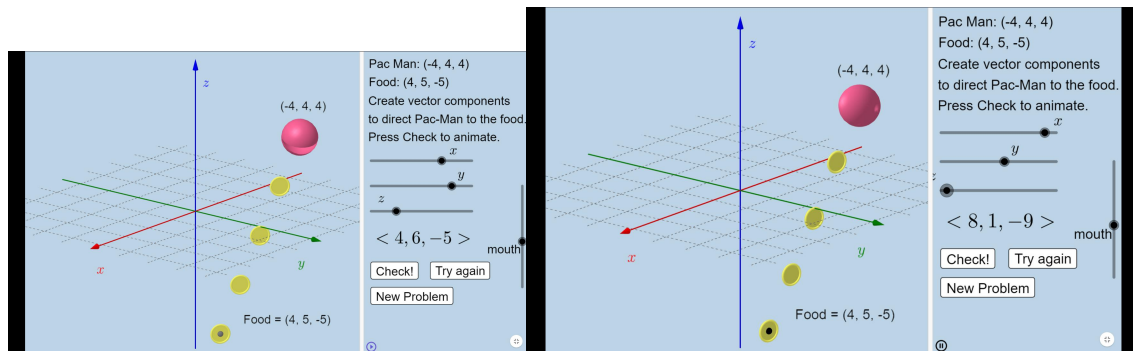 z
(-4, 4, 4)
x
y
Food = (4, 5, -5)
Pac Man: (-4, 4, 4)
Food: (4, 5, -5)
Create vector components
to direct Pac-Man to the food.
Press Check to animate.
x
y
z
< 4, 6, −5 >
mouth
Check!
Try again
New Problem
z
(-4, 4, 4)
x
y
Food = (4, 5, -5)
Pac Man: (-4, 4, 4)
Food: (4, 5, -5)
Create vector components
to direct Pac-Man to the food.
Press Check to animate.
x
y
z
< 8, 1, −9 >
mouth
Check!
Try again
New Problem